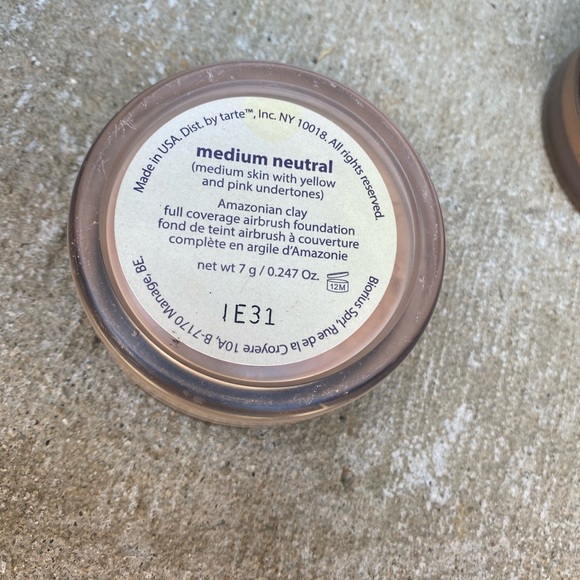 Made in USA. Dist. by tarte™, Inc. NY 10018. All rights reserved.
medium neutral
(medium skin with yellow
and pink undertones)
Amazonian clay
full coverage airbrush foundation
fond de teint airbrush à couverture
complète en argile d'Amazonie
net wt 7 g / 0.247 Oz.
12M
1E31
Biorius Sprl, Rue de la Croyere 10A, B-7170 Manage, BE.